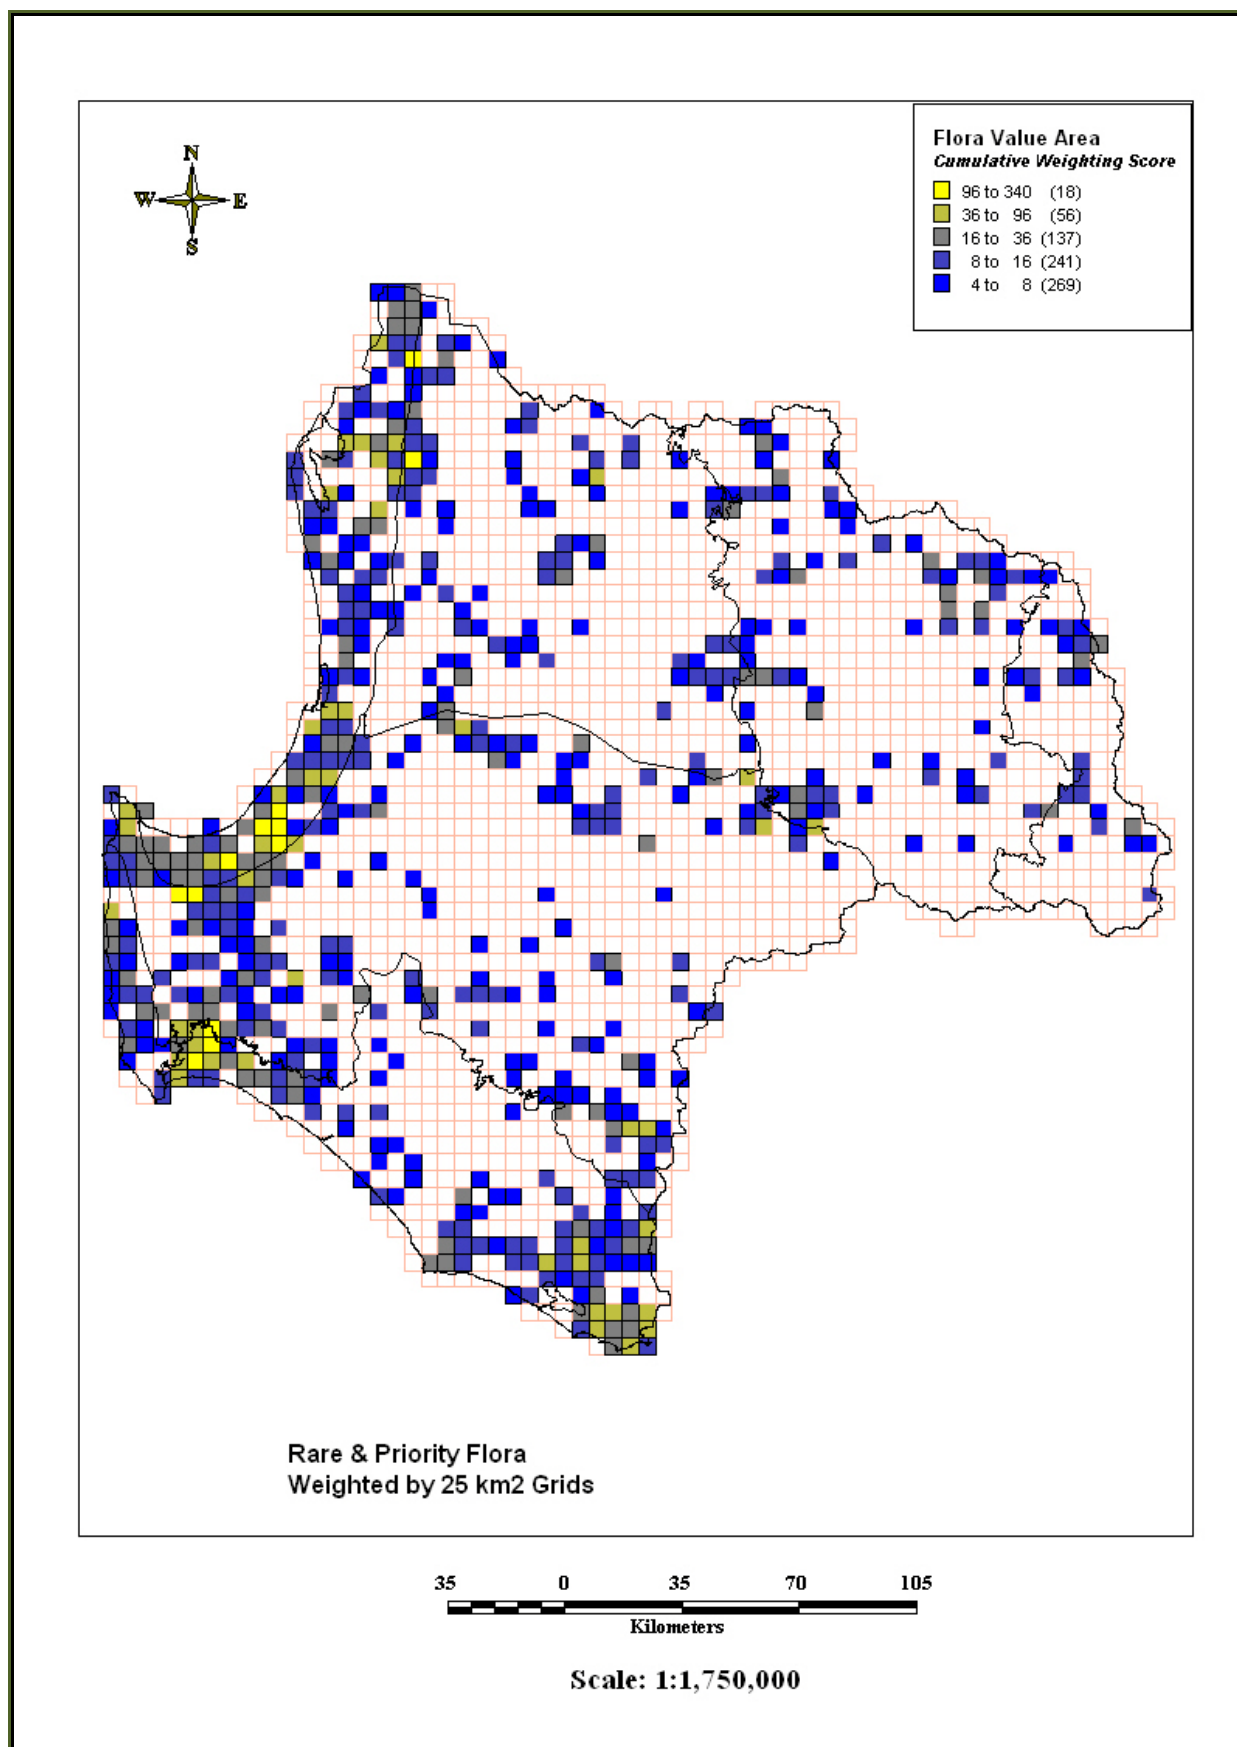 Flora Value Area
Cumulative Weighting Score
96 to 340 (18)
36 to 96 (56)
16 to 36 (137)
8 to 16 (241)
4 to 8 (269)
N
W E
S
Rare & Priority Flora
Weighted by 25 km2 Grids
35 0 35 70 105
Kilometers
Scale: 1:1,750,000